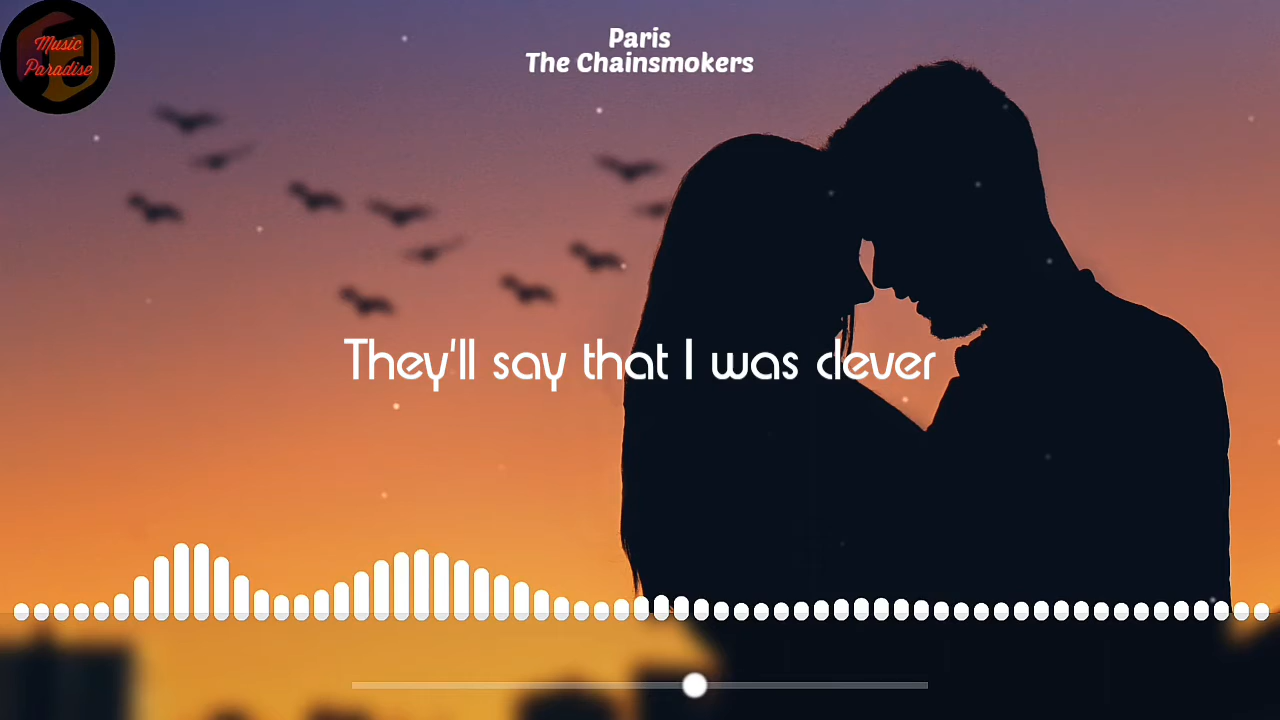 Music
Paradise
Paris
The Chainsmokers
They'll say that I was clever